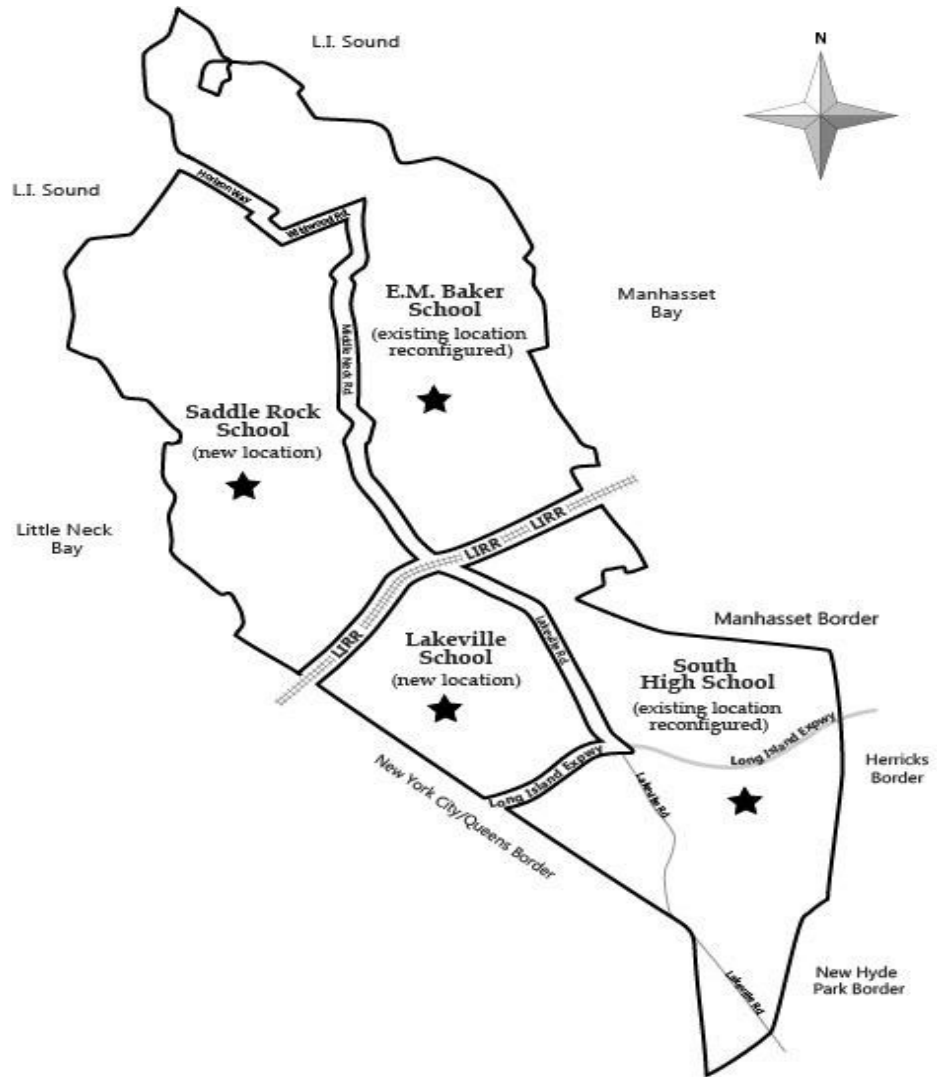 L.I. Sound
N
L.I. Sound
Horizon Way
Wildwood Rd.
E.M. Baker
School
(existing location
reconfigured)
Manhasset
Bay
Middle Neck Rd.
Saddle Rock
School
(new location)
Little Neck
Bay
LIRR
LIRR
LIRR
Manhasset Border
Lakeville Rd.
Lakeville
School
(new location)
South
High School
(existing location
reconfigured)
Long Island Expwy
Herricks
Border
Long Island Expwy
Lakeville Rd.
New York City/Queens Border
New Hyde
Park Border
Lakeville Rd.